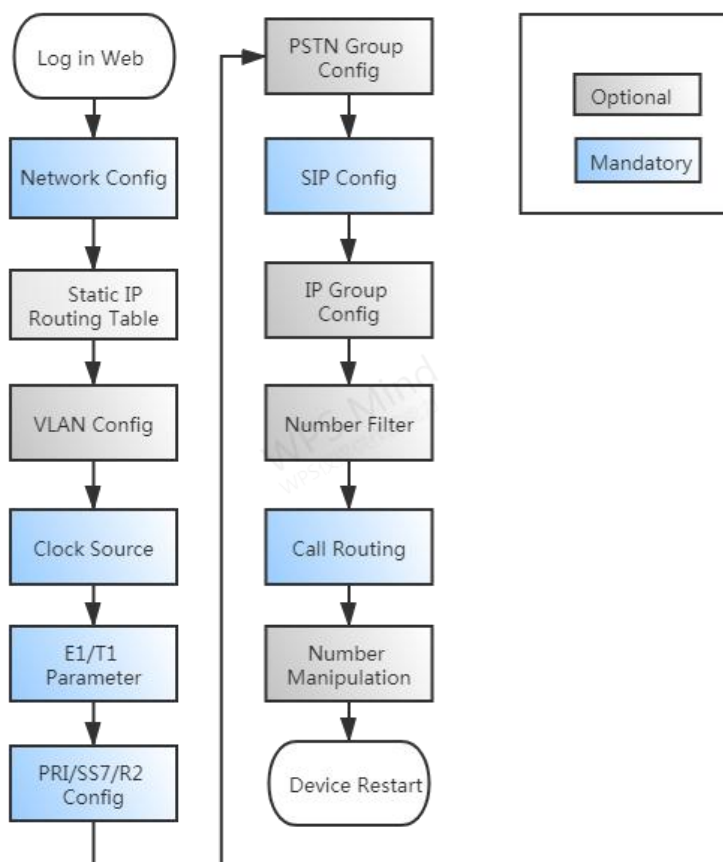 Log in Web
Network Config
Static IP
Routing Table
VLAN Config
Clock Source
E1/T1
Parameter
PRI/SS7/R2
Config
PSTN Group
Config
SIP Config
IP Group
Config
Number Filter
Call Routing
Number
Manipulation
Device Restart
Optional
Mandatory
WPS Mind